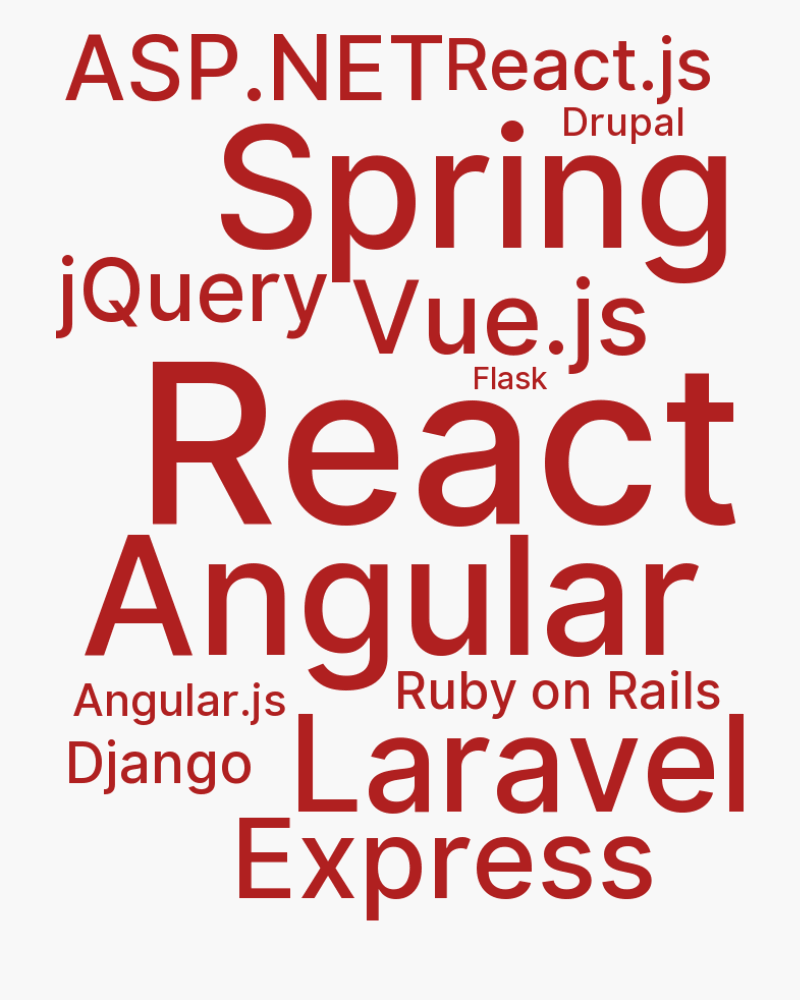 ASP.NET React.js
Drupal
Spring
jQuery Vue.js
Flask
React
Angular
Angular.js Ruby on Rails
Django Laravel
Express